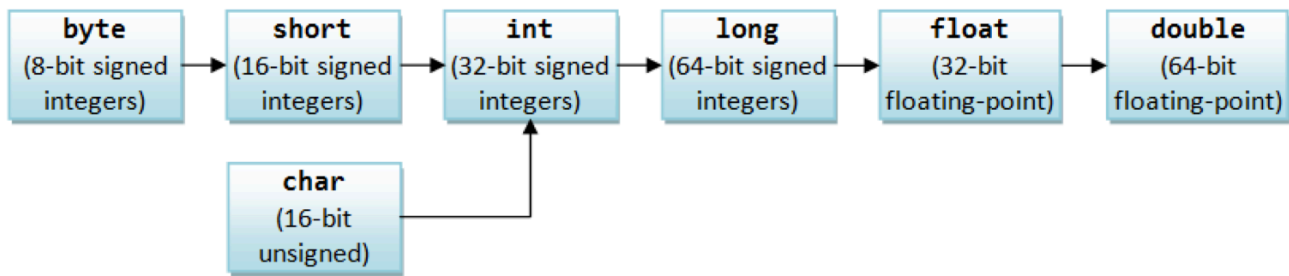 byte
(8-bit signed
integers)
short
(16-bit signed
integers)
int
(32-bit signed
integers)
long
(64-bit signed
integers)
float
(32-bit
floating-point)
double
(64-bit
floating-point)
char
(16-bit
unsigned)